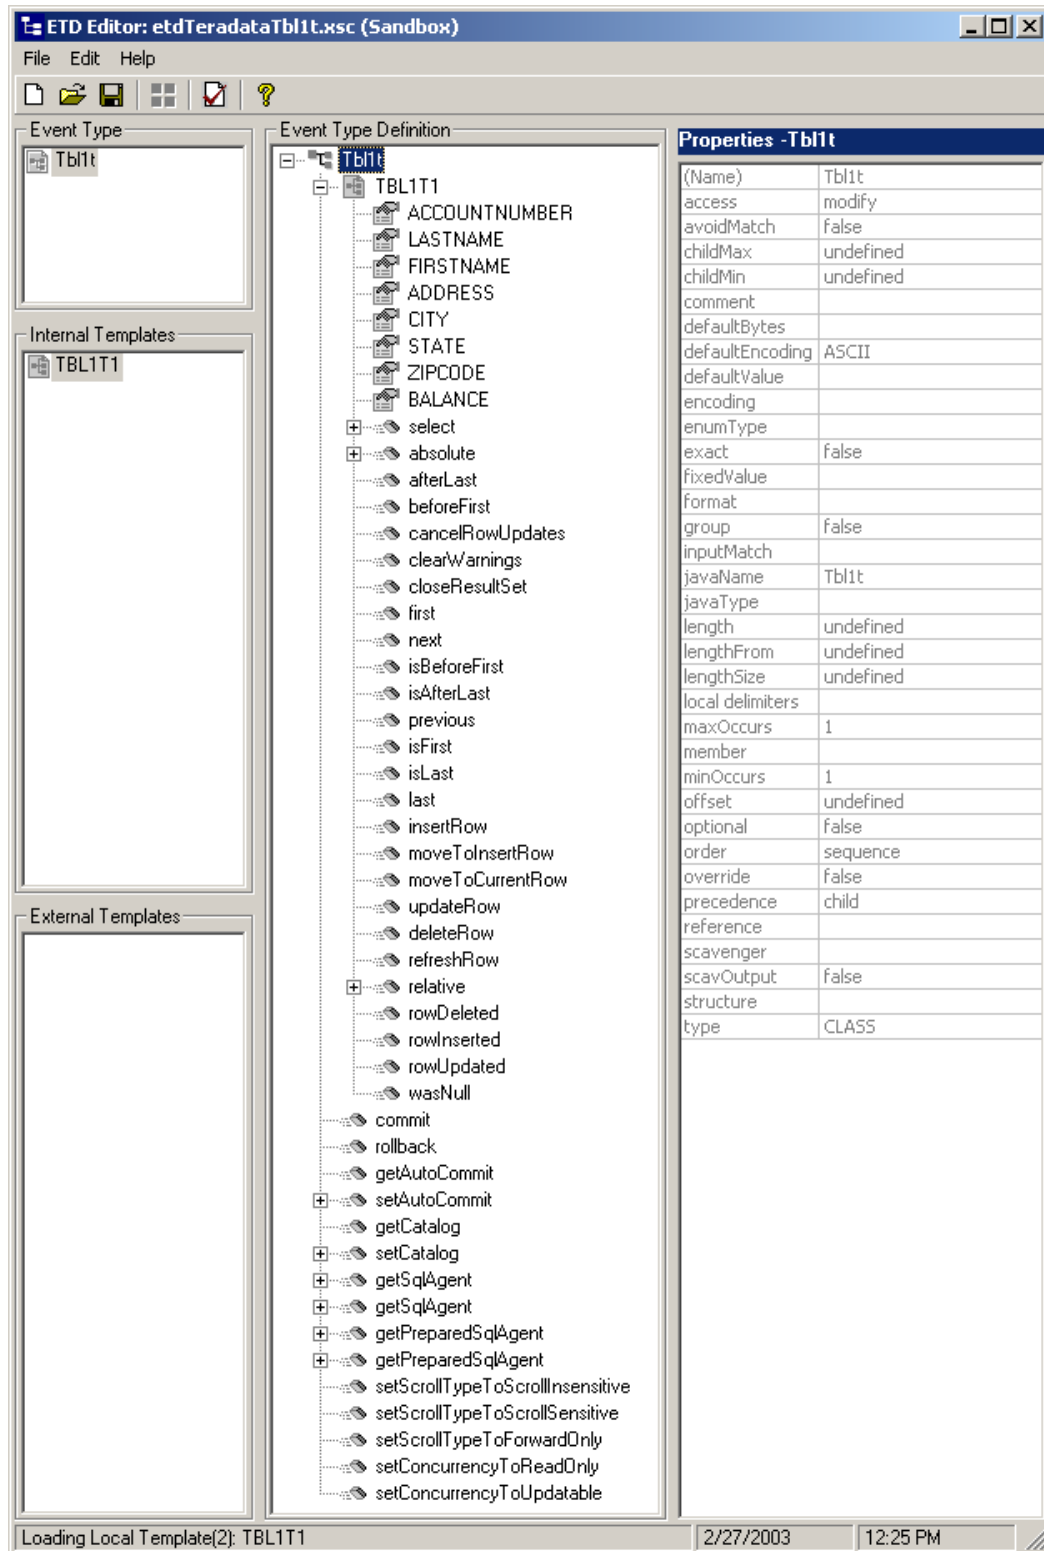 ETD Editor: etdTeradataTbl1t.xsc (Sandbox)
File Edit Help
Event Type
Tbl1t
Internal Templates
TBL1T1
External Templates
Event Type Definition
Tbl1t
TBL1T1
ACCOUNTNUMBER
LASTNAME
FIRSTNAME
ADDRESS
CITY
STATE
ZIPCODE
BALANCE
select
absolute
afterLast
beforeFirst
cancelRowUpdates
clearWarnings
closeResultSet
first
next
isBeforeFirst
isAfterLast
previous
isFirst
isLast
last
insertRow
moveToInsertRow
moveToCurrentRow
updateRow
deleteRow
refreshRow
relative
rowDeleted
rowInserted
rowUpdated
wasNull
commit
rollback
getAutoCommit
setAutoCommit
getCatalog
setCatalog
getSqlAgent
getSqlAgent
getPreparedSqlAgent
getPreparedSqlAgent
setScrollTypeToScrollInsensitive
setScrollTypeToScrollSensitive
setScrollTypeToForwardOnly
setConcurrencyToReadOnly
setConcurrencyToUpdatable
Properties -Tbl1t
(Name) Tbl1t
access modify
avoidMatch false
childMax undefined
childMin undefined
comment
defaultBytes
defaultEncoding ASCII
defaultValue
encoding
enumType
exact false
fixedValue
format
group false
inputMatch
javaName Tbl1t
javaType
length undefined
lengthFrom undefined
lengthSize undefined
local delimiters
maxOccurs 1
member
minOccurs 1
offset undefined
optional false
order sequence
override false
precedence child
reference
scavenger
scavOutput false
structure
type CLASS
Loading Local Template(2): TBL1T1 2/27/2003 12:25 PM